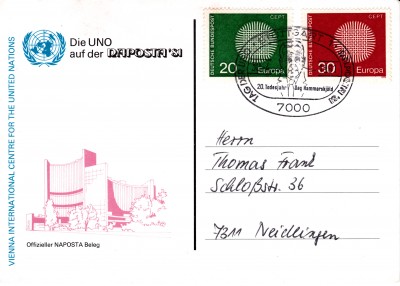 Die UNO
auf der NAPOSTA '81
VIENNA INTERNATIONAL CENTRE FOR THE UNITED NATIONS
Offizieller NAPOSTA Beleg
DEUTSCHE BUNDESPOST
CEPT
20 Europa
DEUTSCHE BUNDESPOST
CEPT
30 Europa
20. Todesjahr Dag Hammarskjöld
7000
Herrn
Thomas Frank
Schloßstr. 36
7311 Neidlingen